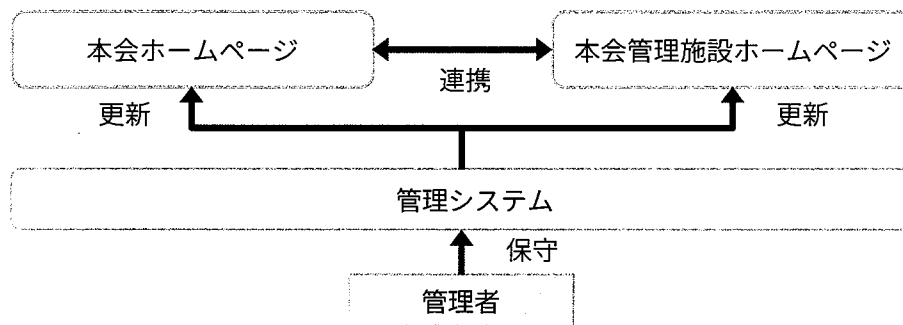 本会ホームページ
本会管理施設ホームページ
連携
更新
更新
管理システム
保守
管理者